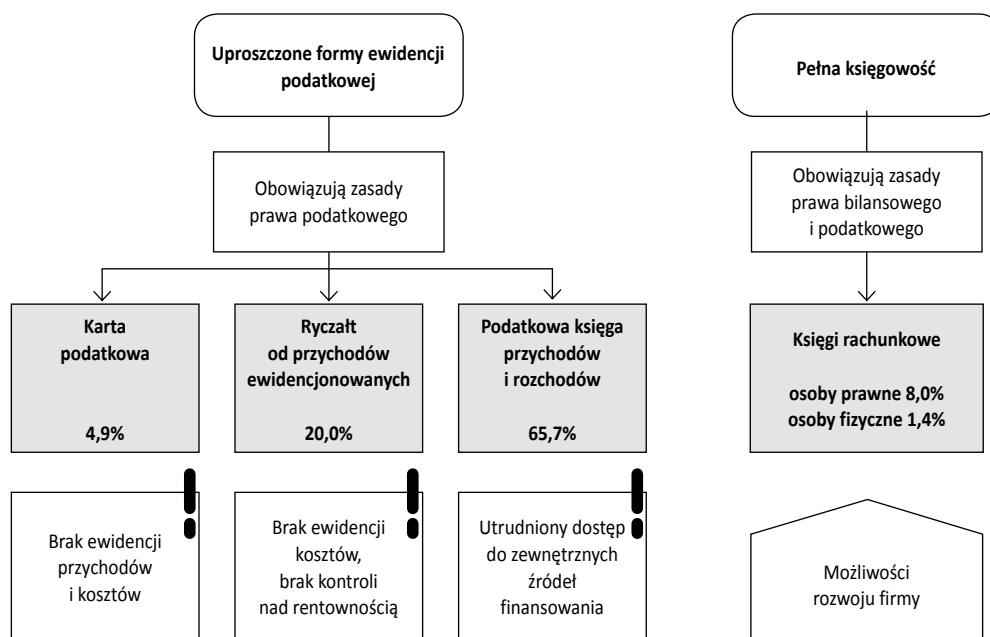 Uproszczone formy ewidencji
podatkowej
Pełna księgowość
Obowiązują zasady
prawa podatkowego
Obowiązują zasady
prawa bilansowego
i podatkowego
Karta
podatkowa
4,9%
Ryczałt
od przychodów
ewidencjonowanych
20,0%
Podatkowa księga
przychodów
i rozchodów
65,7%
Księgi rachunkowe
osoby prawne 8,0%
osoby fizyczne 1,4%
Brak ewidencji
przychodów
i kosztów
Brak ewidencji
kosztów,
brak kontroli
nad rentownością
Utrudniony dostęp
do zewnętrznych
źródeł
finansowania
Możliwości
rozwoju firmy